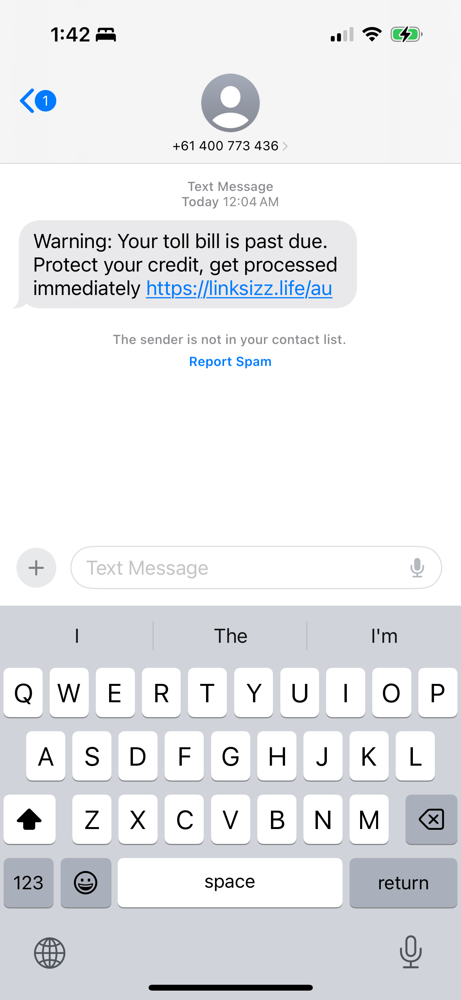 1:42
1
+61 400 773 436
Text Message
Today 12:04 AM
Warning: Your toll bill is past due.
Protect your credit, get processed
immediately https://linksizz.life/au
The sender is not in your contact list.
Report Spam
Text Message
I The I'm
Q W E R T Y U I O P
A S D F G H J K L
Z X C V B N M
123 space return